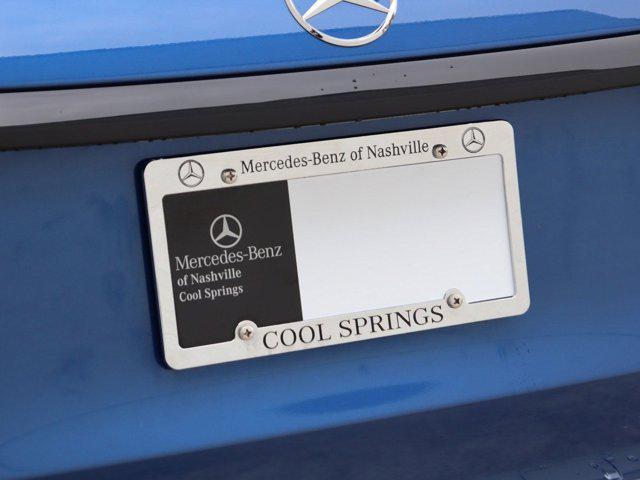 Mercedes-Benz of Nashville
Mercedes-Benz
of Nashville
Cool Springs
COOL SPRINGS